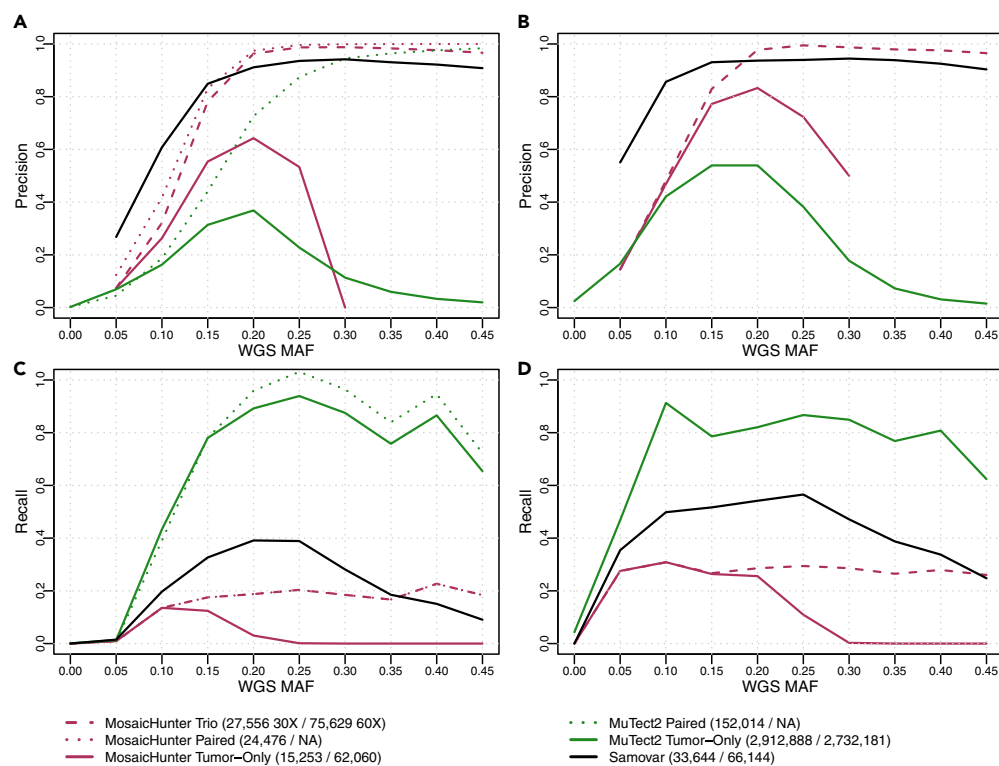 A
B
1.0
0.8
0.6
0.4
0.2
0.0
Precision
0.00 0.05 0.10 0.15 0.20 0.25 0.30 0.35 0.40 0.45
WGS MAF
1.0
0.8
0.6
0.4
0.2
0.0
Precision
0.00 0.05 0.10 0.15 0.20 0.25 0.30 0.35 0.40 0.45
WGS MAF
C
D
1.0
0.8
0.6
0.4
0.2
0.0
Recall
0.00 0.05 0.10 0.15 0.20 0.25 0.30 0.35 0.40 0.45
WGS MAF
1.0
0.8
0.6
0.4
0.2
0.0
Recall
0.00 0.05 0.10 0.15 0.20 0.25 0.30 0.35 0.40 0.45
WGS MAF
MosaicHunter Trio (27,556 30X / 75,629 60X)
MosaicHunter Paired (24,476 / NA)
MosaicHunter Tumor−Only (15,253 / 62,060)
MuTect2 Paired (152,014 / NA)
MuTect2 Tumor−Only (2,912,888 / 2,732,181)
Samovar (33,644 / 66,144)